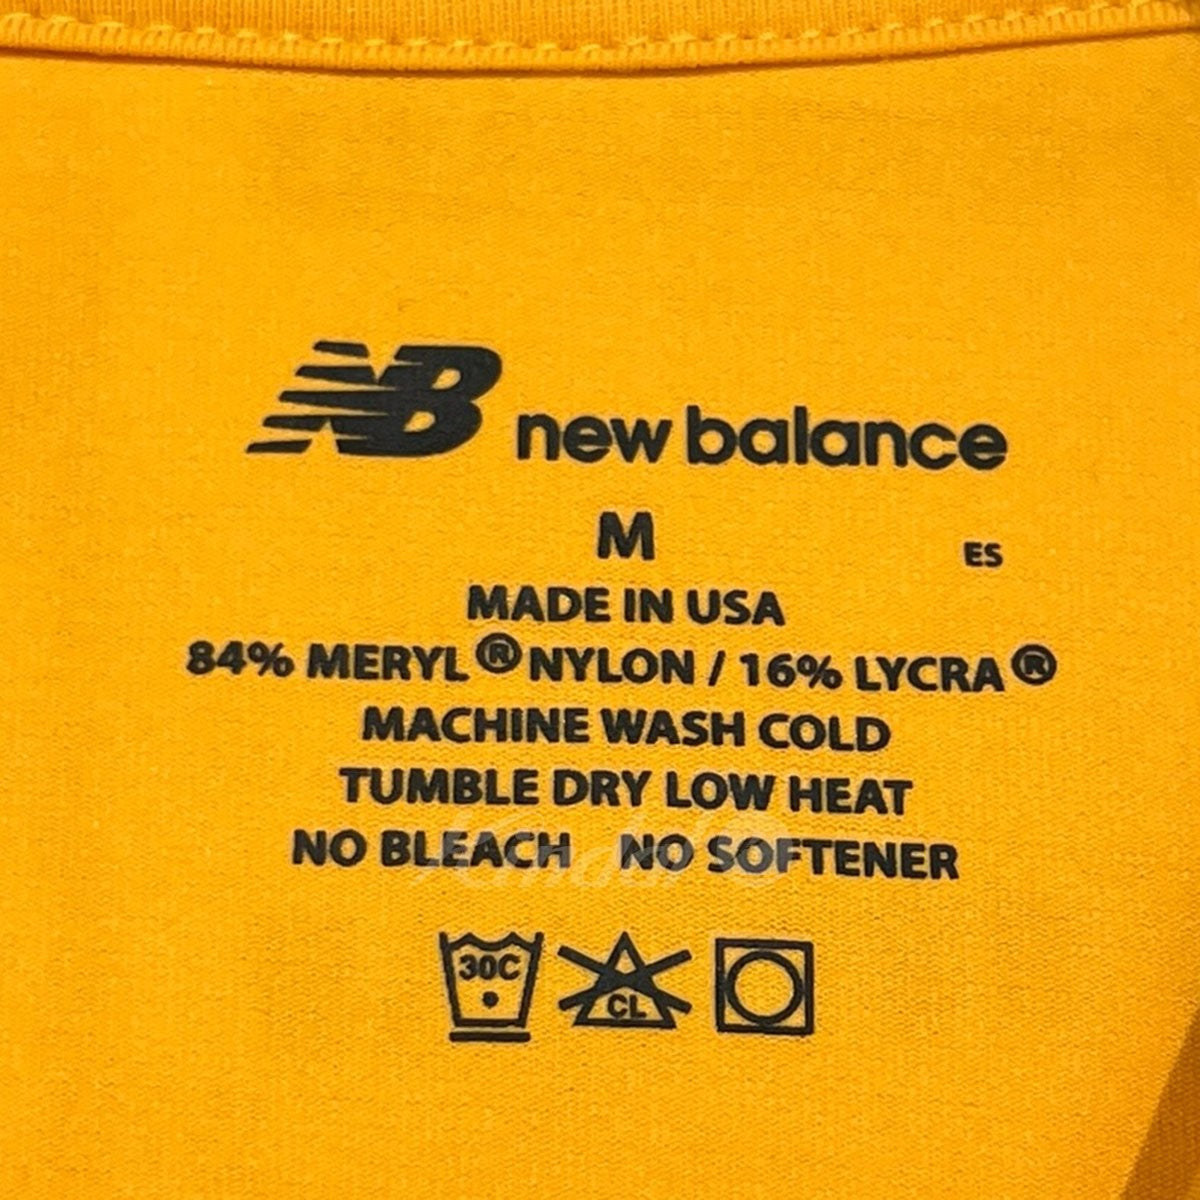 NB new balance
M
ES
MADE IN USA
84% MERYL® NYLON / 16% LYCRA®
MACHINE WASH COLD
TUMBLE DRY LOW HEAT
NO BLEACH NO SOFTENER
30C
CL